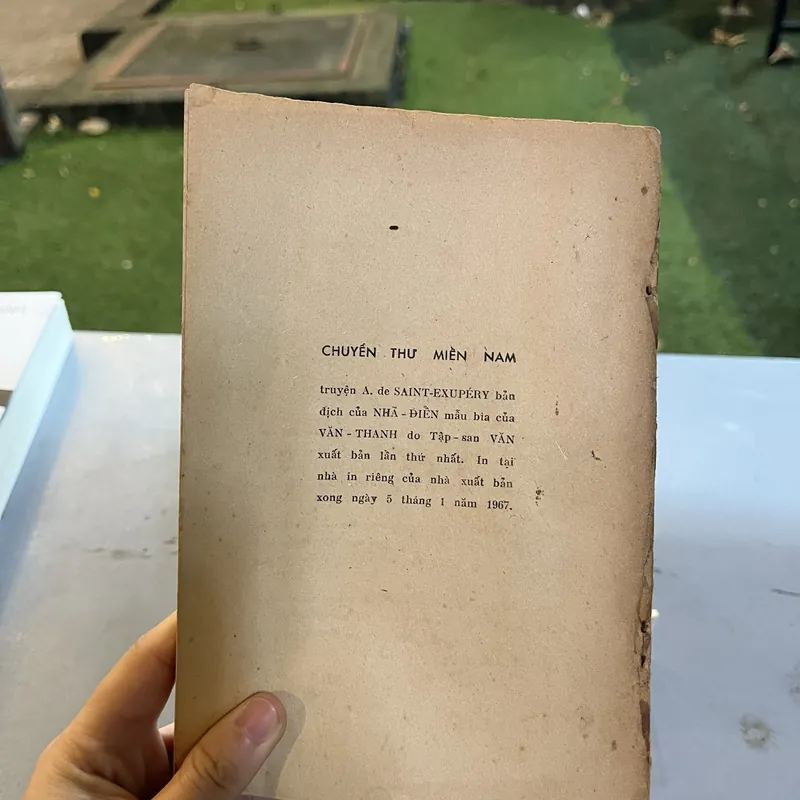 CHUYẾN THƯ MIỀN NAM
truyện A. de SAINT-EXUPÉRY bản
dịch của NHÃ - ĐIỀN mẫu bìa của
VĂN - THANH do Tập - san VĂN
xuất bản lần thứ nhất. In tại
nhà in riêng của nhà xuất bản
xong ngày 5 tháng 1 năm 1967.